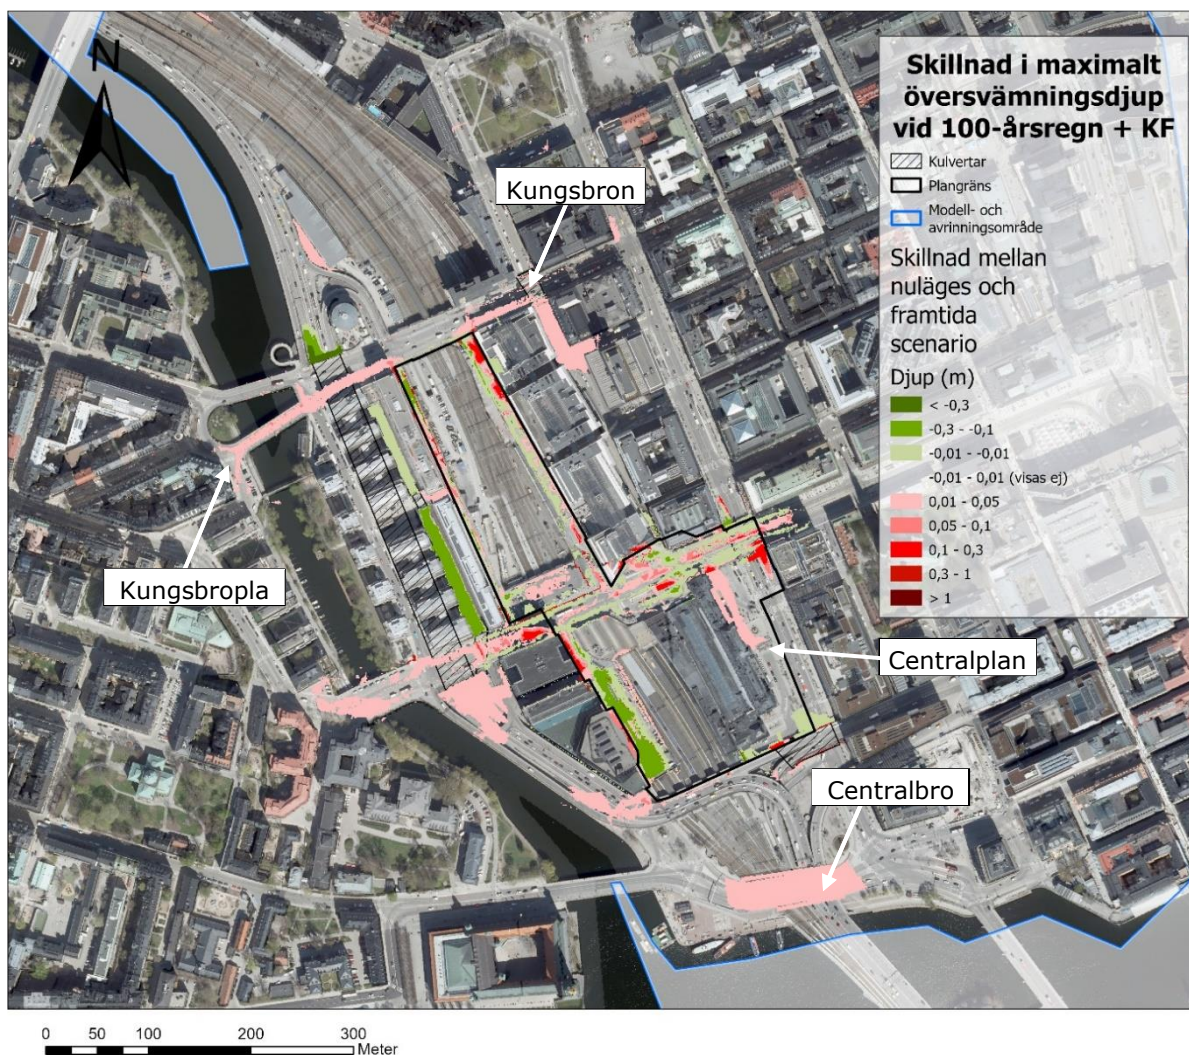 N
Kungsbron
Kungsbropla
Centralplan
Centralbro
Skillnad i maximalt
översvämningsdjup
vid 100-årsregn + KF
Kulvertar
Plangräns
Modell- och
avrinningsområde
Skillnad mellan
nuläges och
framtida
scenario
Djup (m)
< -0,3
-0,3 - -0,1
-0,01 - -0,01
-0,01 - 0,01 (visas ej)
0,01 - 0,05
0,05 - 0,1
0,1 - 0,3
0,3 - 1
> 1
0 50 100 200 300
Meter